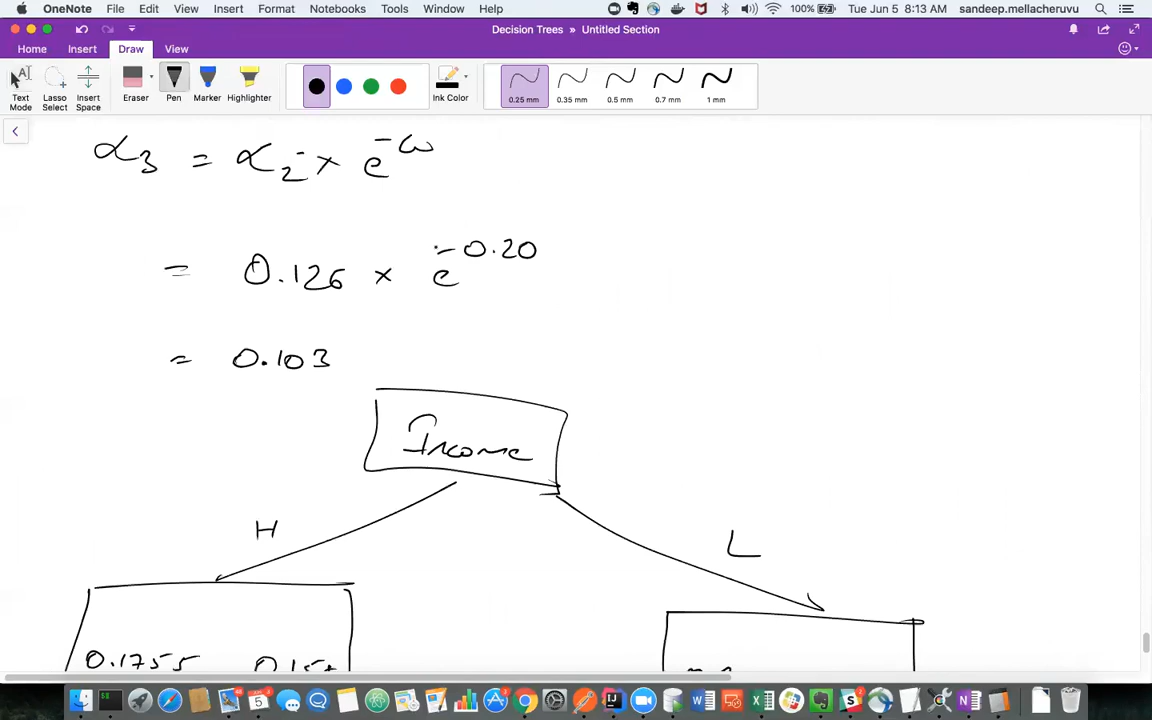 OneNote File Edit View Insert Format Notebooks Tools Window Help 100% Tue Jun 5 8:13 AM sandeep.mellacheruvu
Decision Trees » Untitled Section
Home Insert Draw View
Text Mode
Lasso Select
Insert Space
Eraser
Pen
Marker
Highlighter
Ink Color
0.25 mm
0.35 mm
0.5 mm
0.7 mm
1 mm
α3 = α2 × e^-ω
= 0.126 × e^-0.20
= 0.103
Income
H
L
0.1755